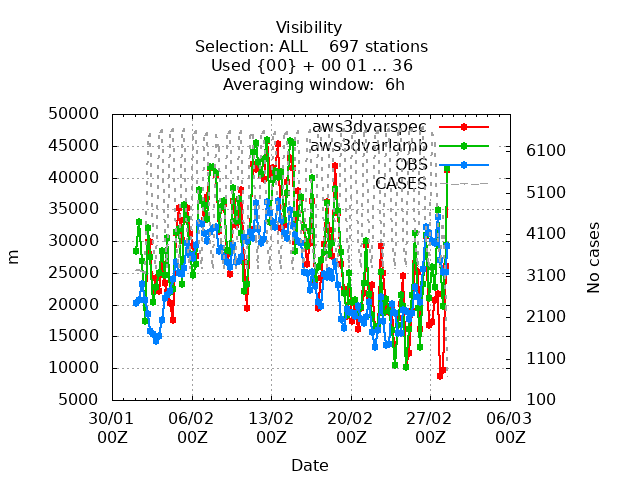 Visibility
Selection: ALL    697 stations
Used {00} + 00 01 ... 36
Averaging window:  6h
50000
45000
40000
35000
30000
25000
20000
15000
10000
5000
m
aws3dvarspec
aws3dvarlamp
OBS
CASES
6100
5100
4100
3100
2100
1100
100
No cases
30/01 06/02 13/02 20/02 27/02 06/03
00Z 00Z 00Z 00Z 00Z 00Z
Date